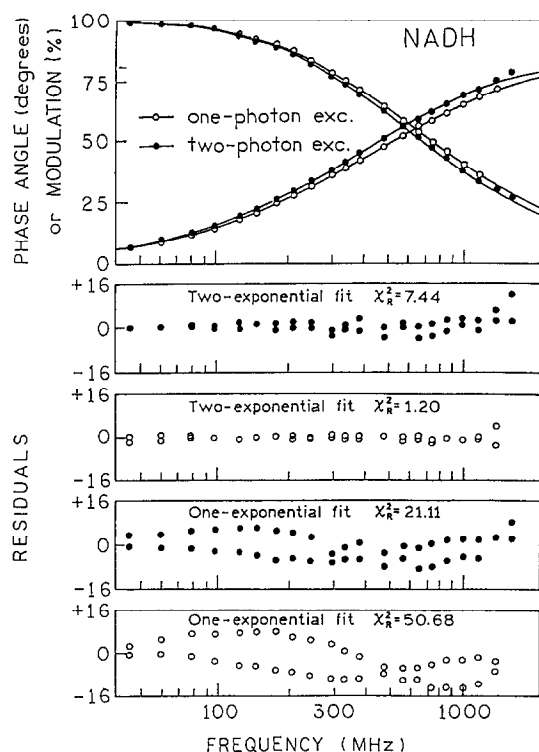 NADH
PHASE ANGLE (degrees)
or MODULATION (%)
100
75
50
25
0
one-photon exc.
two-photon exc.
RESIDUALS
+16
0
-16
Two-exponential fit χ²R=7.44
+16
0
-16
Two-exponential fit χ²R=1.20
+16
0
-16
One-exponential fit χ²R=21.11
+16
0
-16
One-exponential fit χ²R=50.68
100 300 1000
FREQUENCY (MHz)